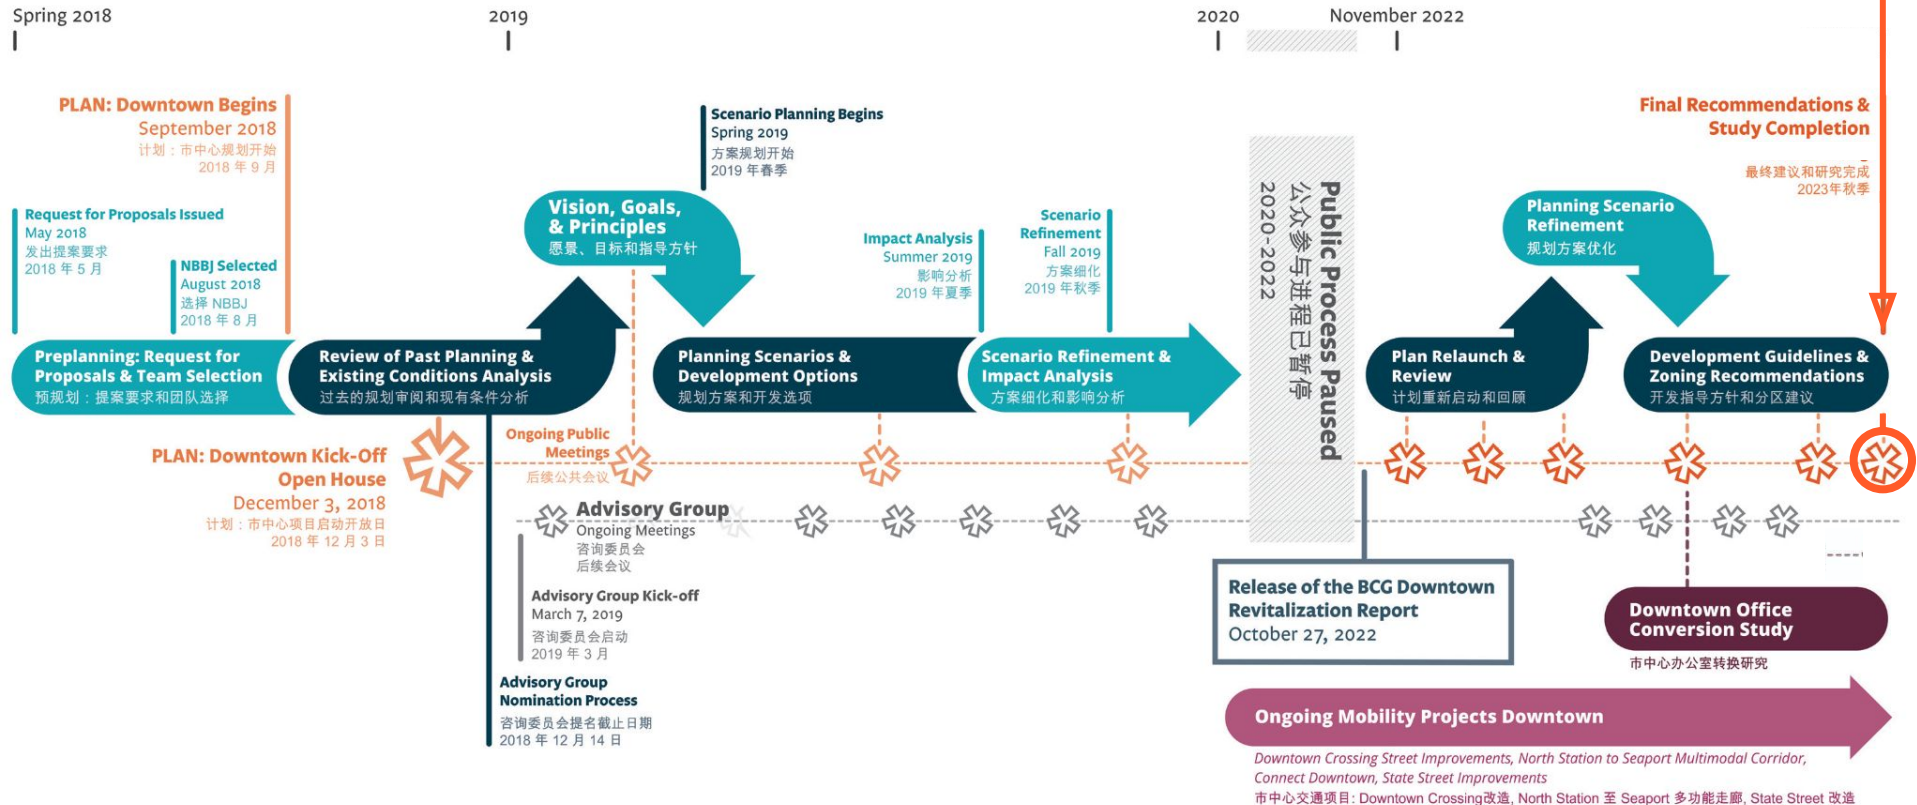 Spring 2018
2019
2020
November 2022
PLAN: Downtown Begins
September 2018
计划：市中心规划开始
2018 年 9 月
Request for Proposals Issued
May 2018
发出提案要求
2018 年 5 月
NBBJ Selected
August 2018
选择 NBBJ
2018 年 8 月
Preplanning: Request for
Proposals & Team Selection
预规划：提案要求和团队选择
Review of Past Planning &
Existing Conditions Analysis
过去的规划审阅和现有条件分析
Vision, Goals,
& Principles
愿景、目标和指导方针
Scenario Planning Begins
Spring 2019
方案规划开始
2019 年春季
Planning Scenarios &
Development Options
规划方案和开发选项
Impact Analysis
Summer 2019
影响分析
2019 年夏季
Scenario
Refinement
Fall 2019
方案细化
2019 年秋季
Scenario Refinement &
Impact Analysis
方案细化和影响分析
Public Process Paused
公众参与进程已暂停
2020-2022
Plan Relaunch &
Review
计划重新启动和回顾
Planning Scenario
Refinement
规划方案优化
Final Recommendations &
Study Completion
最终建议和研究完成
2023年秋季
Development Guidelines &
Zoning Recommendations
开发指导方针和分区建议
PLAN: Downtown Kick-Off
Open House
December 3, 2018
计划：市中心项目启动开放日
2018 年 12 月 3 日
Ongoing Public
Meetings
后续公共会议
Advisory Group
Ongoing Meetings
咨询委员会
后续会议
Advisory Group Kick-off
March 7, 2019
咨询委员会启动
2019 年 3 月
Advisory Group
Nomination Process
咨询委员会提名截止日期
2018 年 12 月 14 日
Release of the BCG Downtown
Revitalization Report
October 27, 2022
Downtown Office
Conversion Study
市中心办公室转换研究
Ongoing Mobility Projects Downtown
Downtown Crossing Street Improvements, North Station to Seaport Multimodal Corridor,
Connect Downtown, State Street Improvements
市中心交通项目: Downtown Crossing改造, North Station 至 Seaport 多功能走廊, State Street 改造